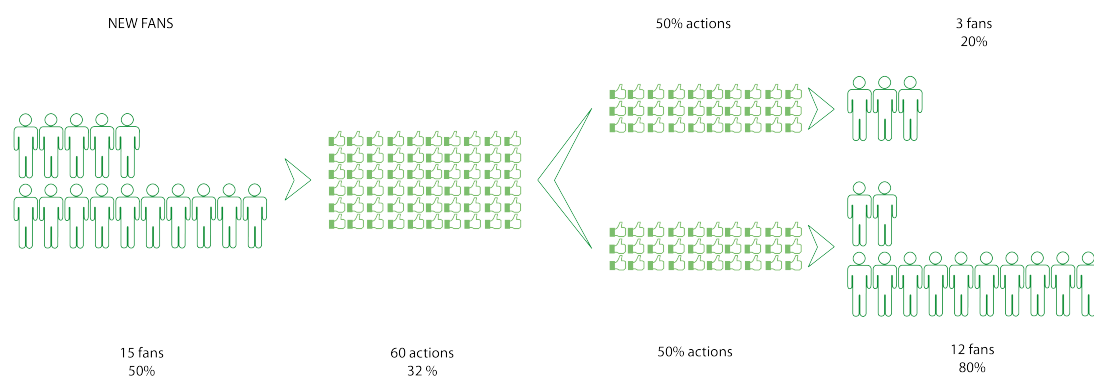 NEW FANS
50% actions
3 fans
20%
15 fans
50%
60 actions
32 %
50% actions
12 fans
80%